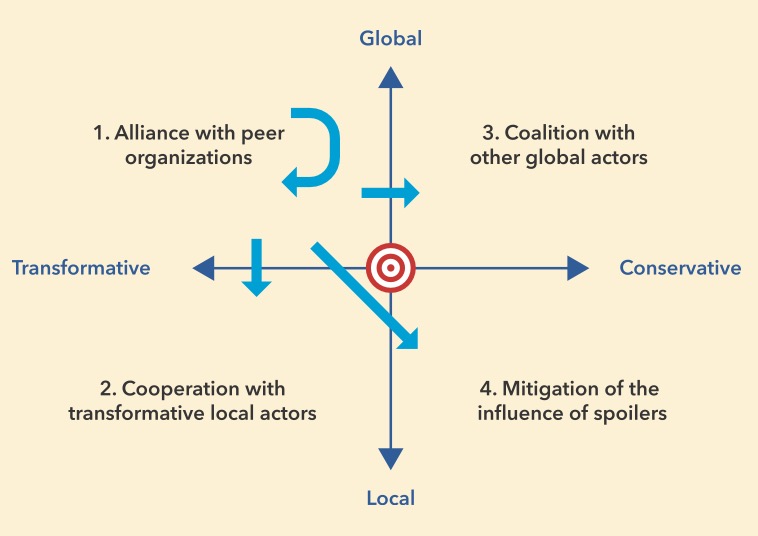 Global
1. Alliance with peer
organizations
3. Coalition with
other global actors
Transformative
Conservative
2. Cooperation with
transformative local actors
4. Mitigation of the
influence of spoilers
Local